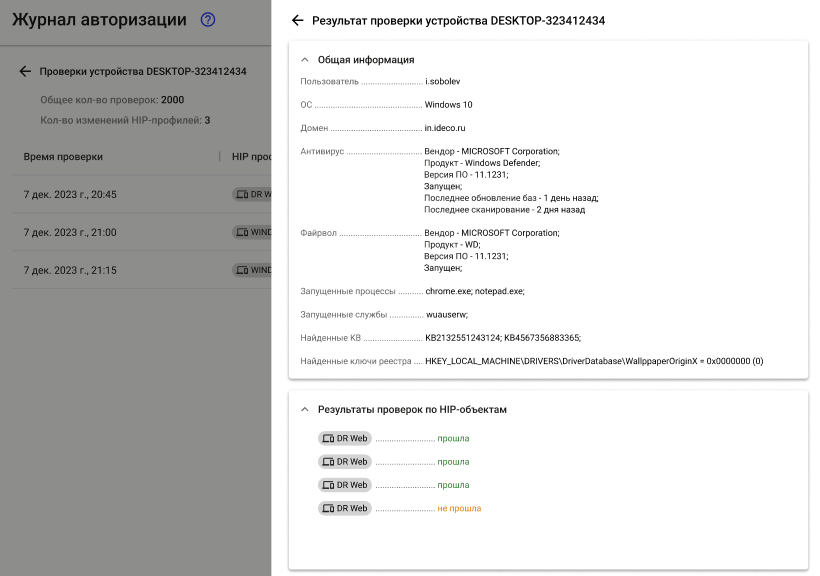 Журнал авторизации
Проверки устройства DESKTOP-323412434
Общее кол-во проверок: 2000
Кол-во изменений HIP-профилей: 3
Время проверки
HIP про
7 дек. 2023 г., 20:45
DR W
7 дек. 2023 г., 21:00
WIND
7 дек. 2023 г., 21:15
WIND
Результат проверки устройства DESKTOP-323412434
Общая информация
Пользователь ........................ i.sobolev
ОС .......................................... Windows 10
Домен .................................... in.ideco.ru
Антивирус ............................. Вендор - MICROSOFT Corporation;
Продукт - Windows Defender;
Версия ПО - 11.1231;
Запущен;
Последнее обновление баз - 1 день назад;
Последнее сканирование - 2 дня назад
Файрвол ................................ Вендор - MICROSOFT Corporation;
Продукт - WD;
Версия ПО - 11.1231;
Запущен;
Запущенные процессы .......... chrome.exe; notepad.exe;
Запущенные службы ............. wuauserw;
Найденные KB ....................... KB2132551243124; KB4567356883365;
Найденные ключи реестра .... HKEY_LOCAL_MACHINE\DRIVERS\DriverDatabase\WallppaperOriginX = 0x0000000 (0)
Результаты проверок по HIP-объектам
DR Web ........................ прошла
DR Web ........................ прошла
DR Web ........................ прошла
DR Web ........................ не прошла